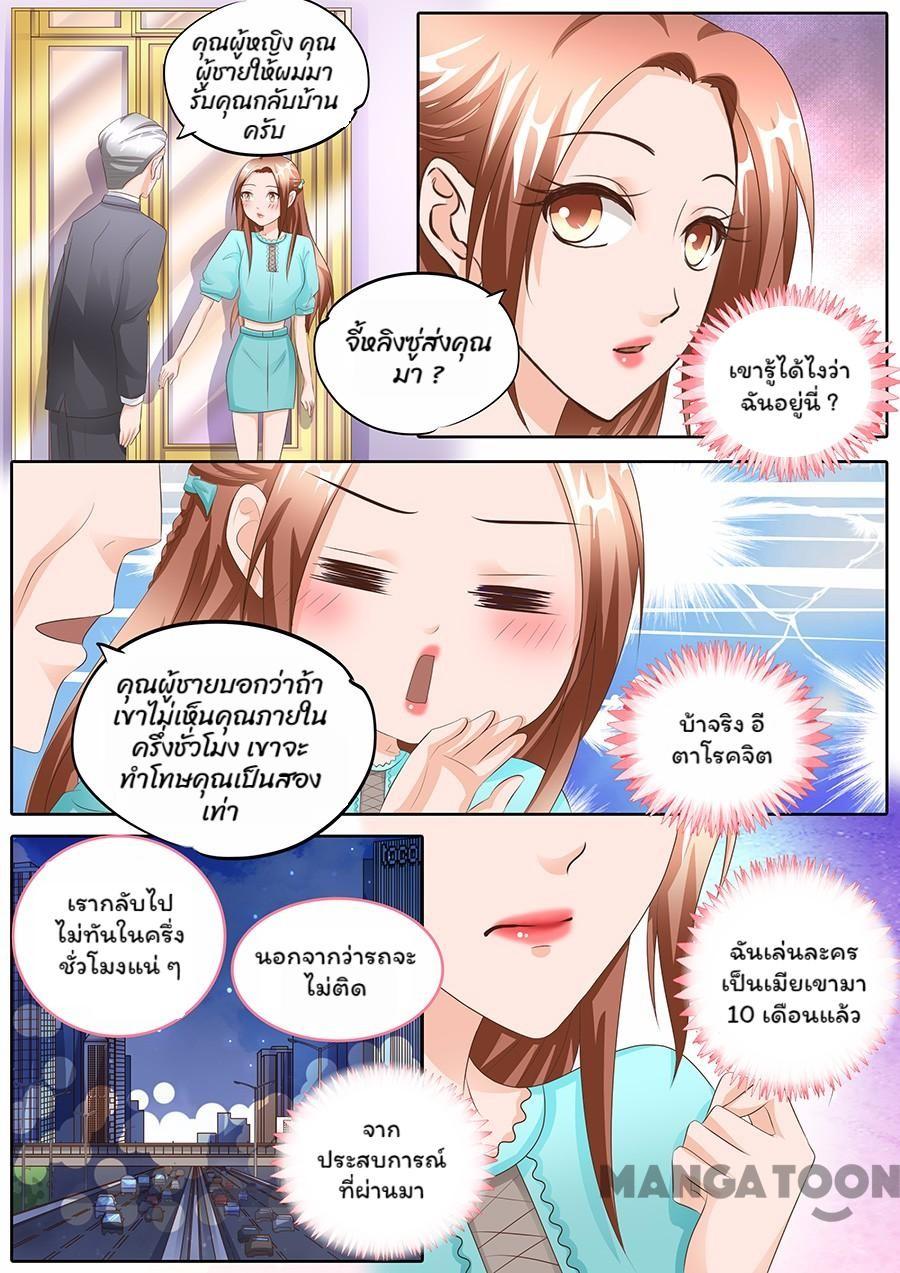 คุณผู้หญิง คุณ
ผู้ชายให้ผมมา
รับคุณกลับบ้าน
ครับ
จี้หลิงซู่ส่งคุณ
มา ?
เขารู้ได้ไงว่า
ฉันอยู่นี่ ?
คุณผู้ชายบอกว่าถ้า
เขาไม่เห็นคุณภายใน
ครึ่งชั่วโมง เขาจะ
ทำโทษคุณเป็นสอง
เท่า
บ้าจริง อี
ตาโรคจิต
เรากลับไป
ไม่ทันในครึ่ง
ชั่วโมงแน่ ๆ
นอกจากว่ารถจะ
ไม่ติด
toco
ฉันเล่นละคร
เป็นเมียเขามา
10 เดือนแล้ว
จาก
ประสบการณ์
ที่ผ่านมา
MANGATOON